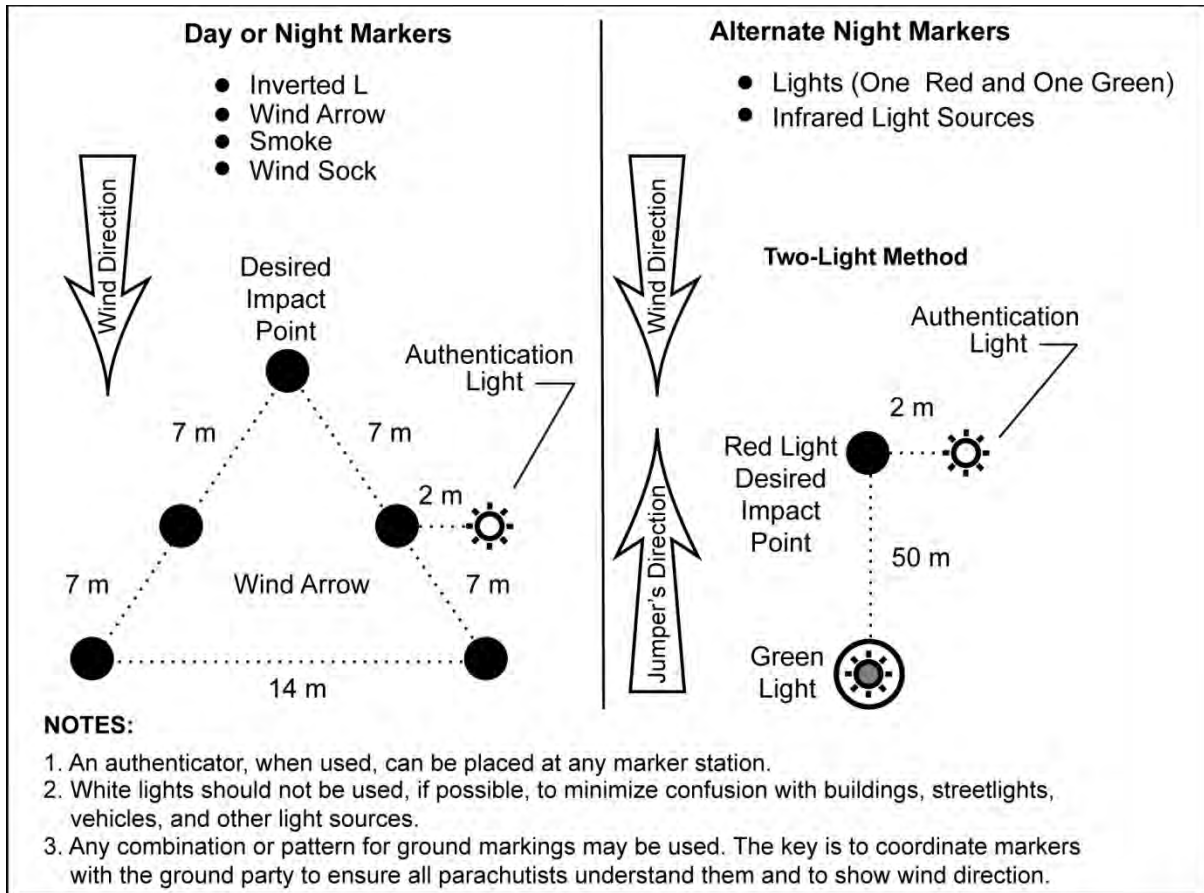 Day or Night Markers
● Inverted L
● Wind Arrow
● Smoke
● Wind Sock
Wind Direction
Desired
Impact
Point
Authentication
Light
7 m
7 m
2 m
7 m
Wind Arrow
7 m
14 m
Alternate Night Markers
● Lights (One Red and One Green)
● Infrared Light Sources
Wind Direction
Two-Light Method
Authentication
Light
2 m
Red Light
Desired
Impact
Point
50 m
Jumper's Direction
Green
Light
NOTES:
1. An authenticator, when used, can be placed at any marker station.
2. White lights should not be used, if possible, to minimize confusion with buildings, streetlights,
vehicles, and other light sources.
3. Any combination or pattern for ground markings may be used. The key is to coordinate markers
with the ground party to ensure all parachutists understand them and to show wind direction.